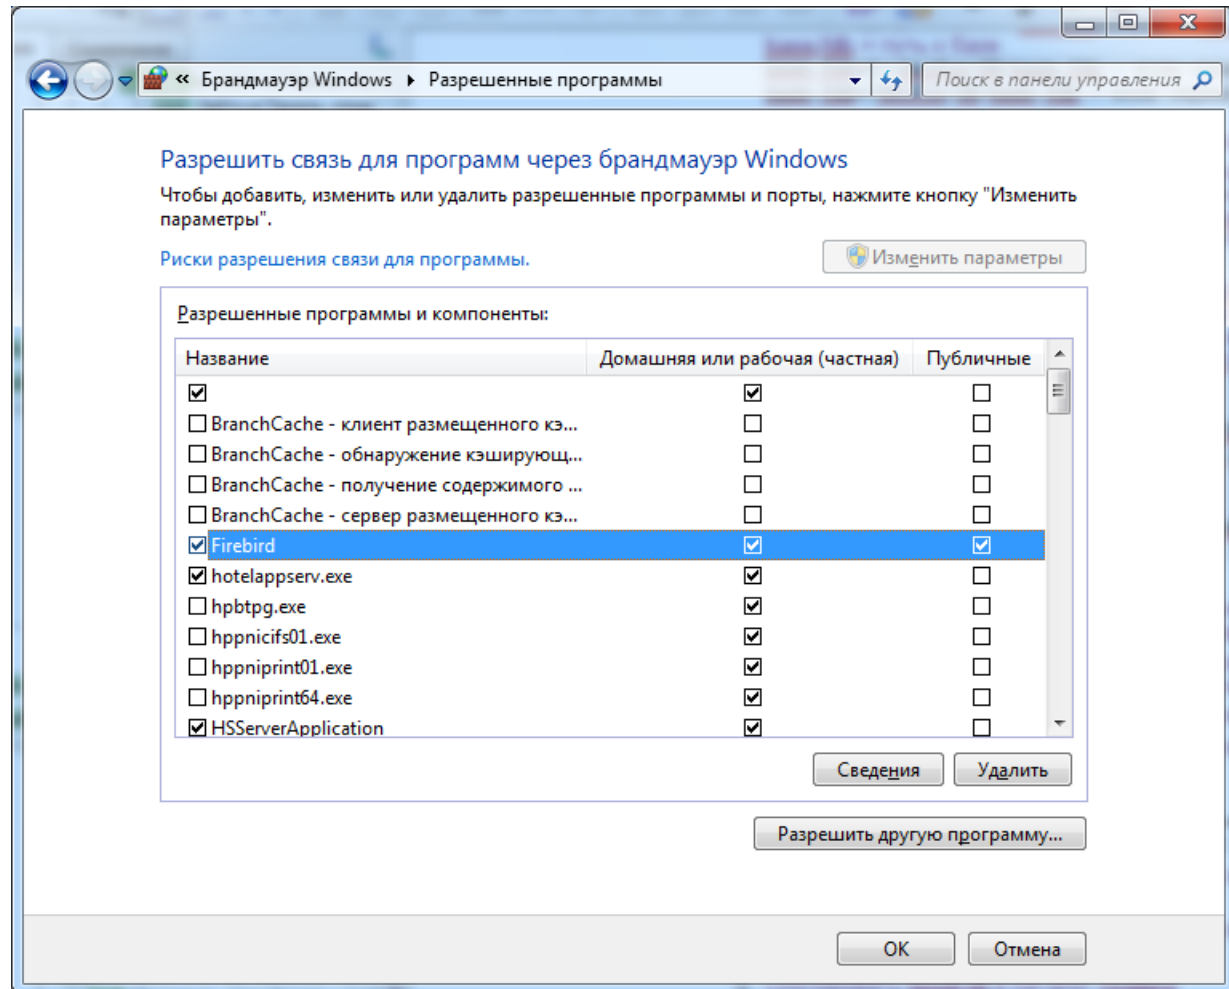 « Брандмауэр Windows Разрешенные программы
Поиск в панели управления
Разрешить связь для программ через брандмауэр Windows
Чтобы добавить, изменить или удалить разрешенные программы и порты, нажмите кнопку "Изменить
параметры".
Риски разрешения связи для программы.
Изменить параметры
Разрешенные программы и компоненты:
Название Домашняя или рабочая (частная) Публичные
BranchCache - клиент размещенного кэ...
BranchCache - обнаружение кэширующ...
BranchCache - получение содержимого ...
BranchCache - сервер размещенного кэ...
Firebird
hotelappserv.exe
hpbtpg.exe
hppnicifs01.exe
hppniprint01.exe
hppniprint64.exe
HSServerApplication
Сведения Удалить
Разрешить другую программу...
OK Отмена